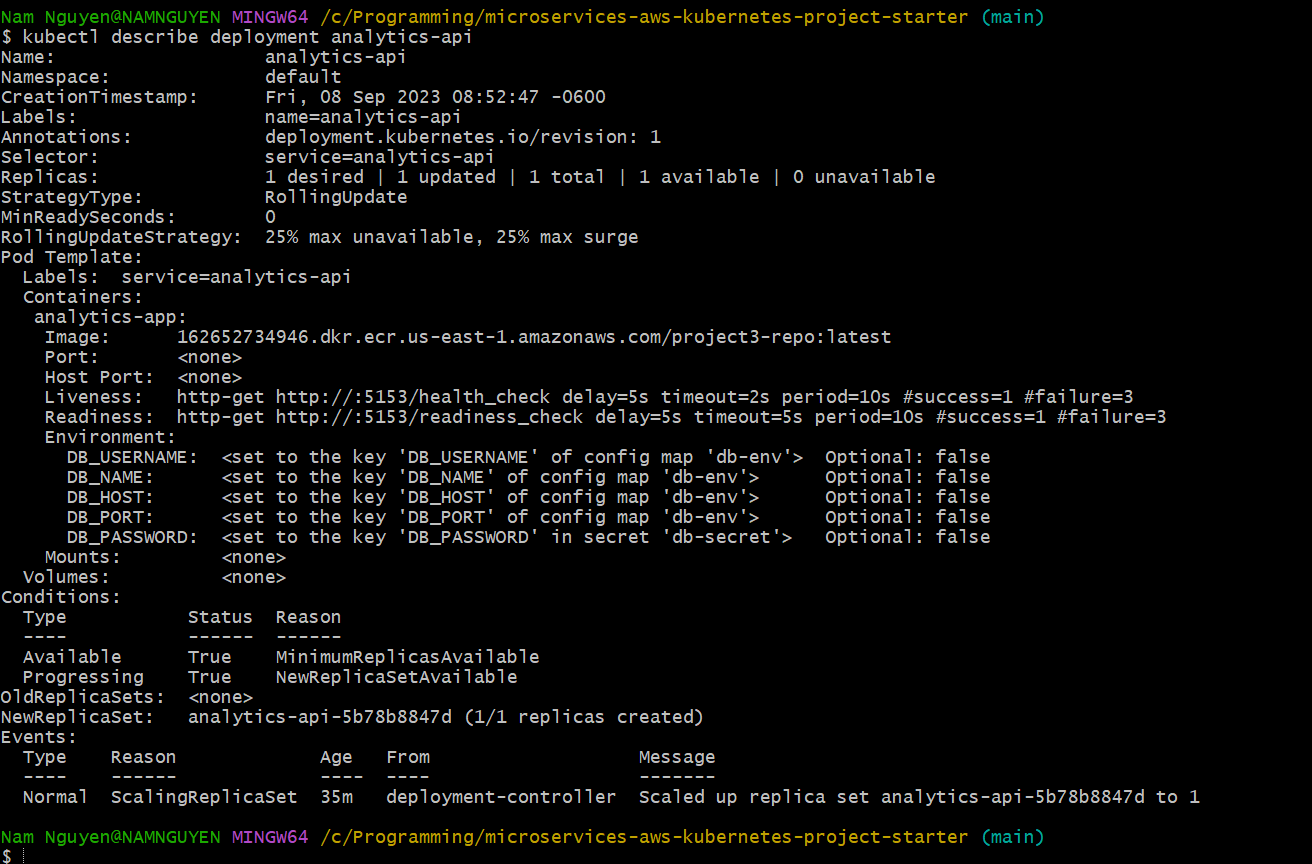 Nam Nguyen@NAMNGUYEN MINGW64 /c/Programming/microservices-aws-kubernetes-project-starter (main)
$ kubectl describe deployment analytics-api
Name:                   analytics-api
Namespace:              default
CreationTimestamp:      Fri, 08 Sep 2023 08:52:47 -0600
Labels:                 name=analytics-api
Annotations:            deployment.kubernetes.io/revision: 1
Selector:               service=analytics-api
Replicas:               1 desired | 1 updated | 1 total | 1 available | 0 unavailable
StrategyType:           RollingUpdate
MinReadySeconds:        0
RollingUpdateStrategy:  25% max unavailable, 25% max surge
Pod Template:
  Labels:  service=analytics-api
  Containers:
   analytics-app:
    Image:      162652734946.dkr.ecr.us-east-1.amazonaws.com/project3-repo:latest
    Port:       <none>
    Host Port:  <none>
    Liveness:   http-get http://:5153/health_check delay=5s timeout=2s period=10s #success=1 #failure=3
    Readiness:  http-get http://:5153/readiness_check delay=5s timeout=5s period=10s #success=1 #failure=3
    Environment:
      DB_USERNAME:  <set to the key 'DB_USERNAME' of config map 'db-env'>  Optional: false
      DB_NAME:      <set to the key 'DB_NAME' of config map 'db-env'>      Optional: false
      DB_HOST:      <set to the key 'DB_HOST' of config map 'db-env'>      Optional: false
      DB_PORT:      <set to the key 'DB_PORT' of config map 'db-env'>      Optional: false
      DB_PASSWORD:  <set to the key 'DB_PASSWORD' in secret 'db-secret'>   Optional: false
    Mounts:         <none>
  Volumes:          <none>
Conditions:
  Type           Status  Reason
  ----           ------  ------
  Available      True    MinimumReplicasAvailable
  Progressing    True    NewReplicaSetAvailable
OldReplicaSets:  <none>
NewReplicaSet:   analytics-api-5b78b8847d (1/1 replicas created)
Events:
  Type    Reason             Age   From                   Message
  ----    ------             ----  ----                   -------
  Normal  ScalingReplicaSet  35m   deployment-controller  Scaled up replica set analytics-api-5b78b8847d to 1

Nam Nguyen@NAMNGUYEN MINGW64 /c/Programming/microservices-aws-kubernetes-project-starter (main)
$